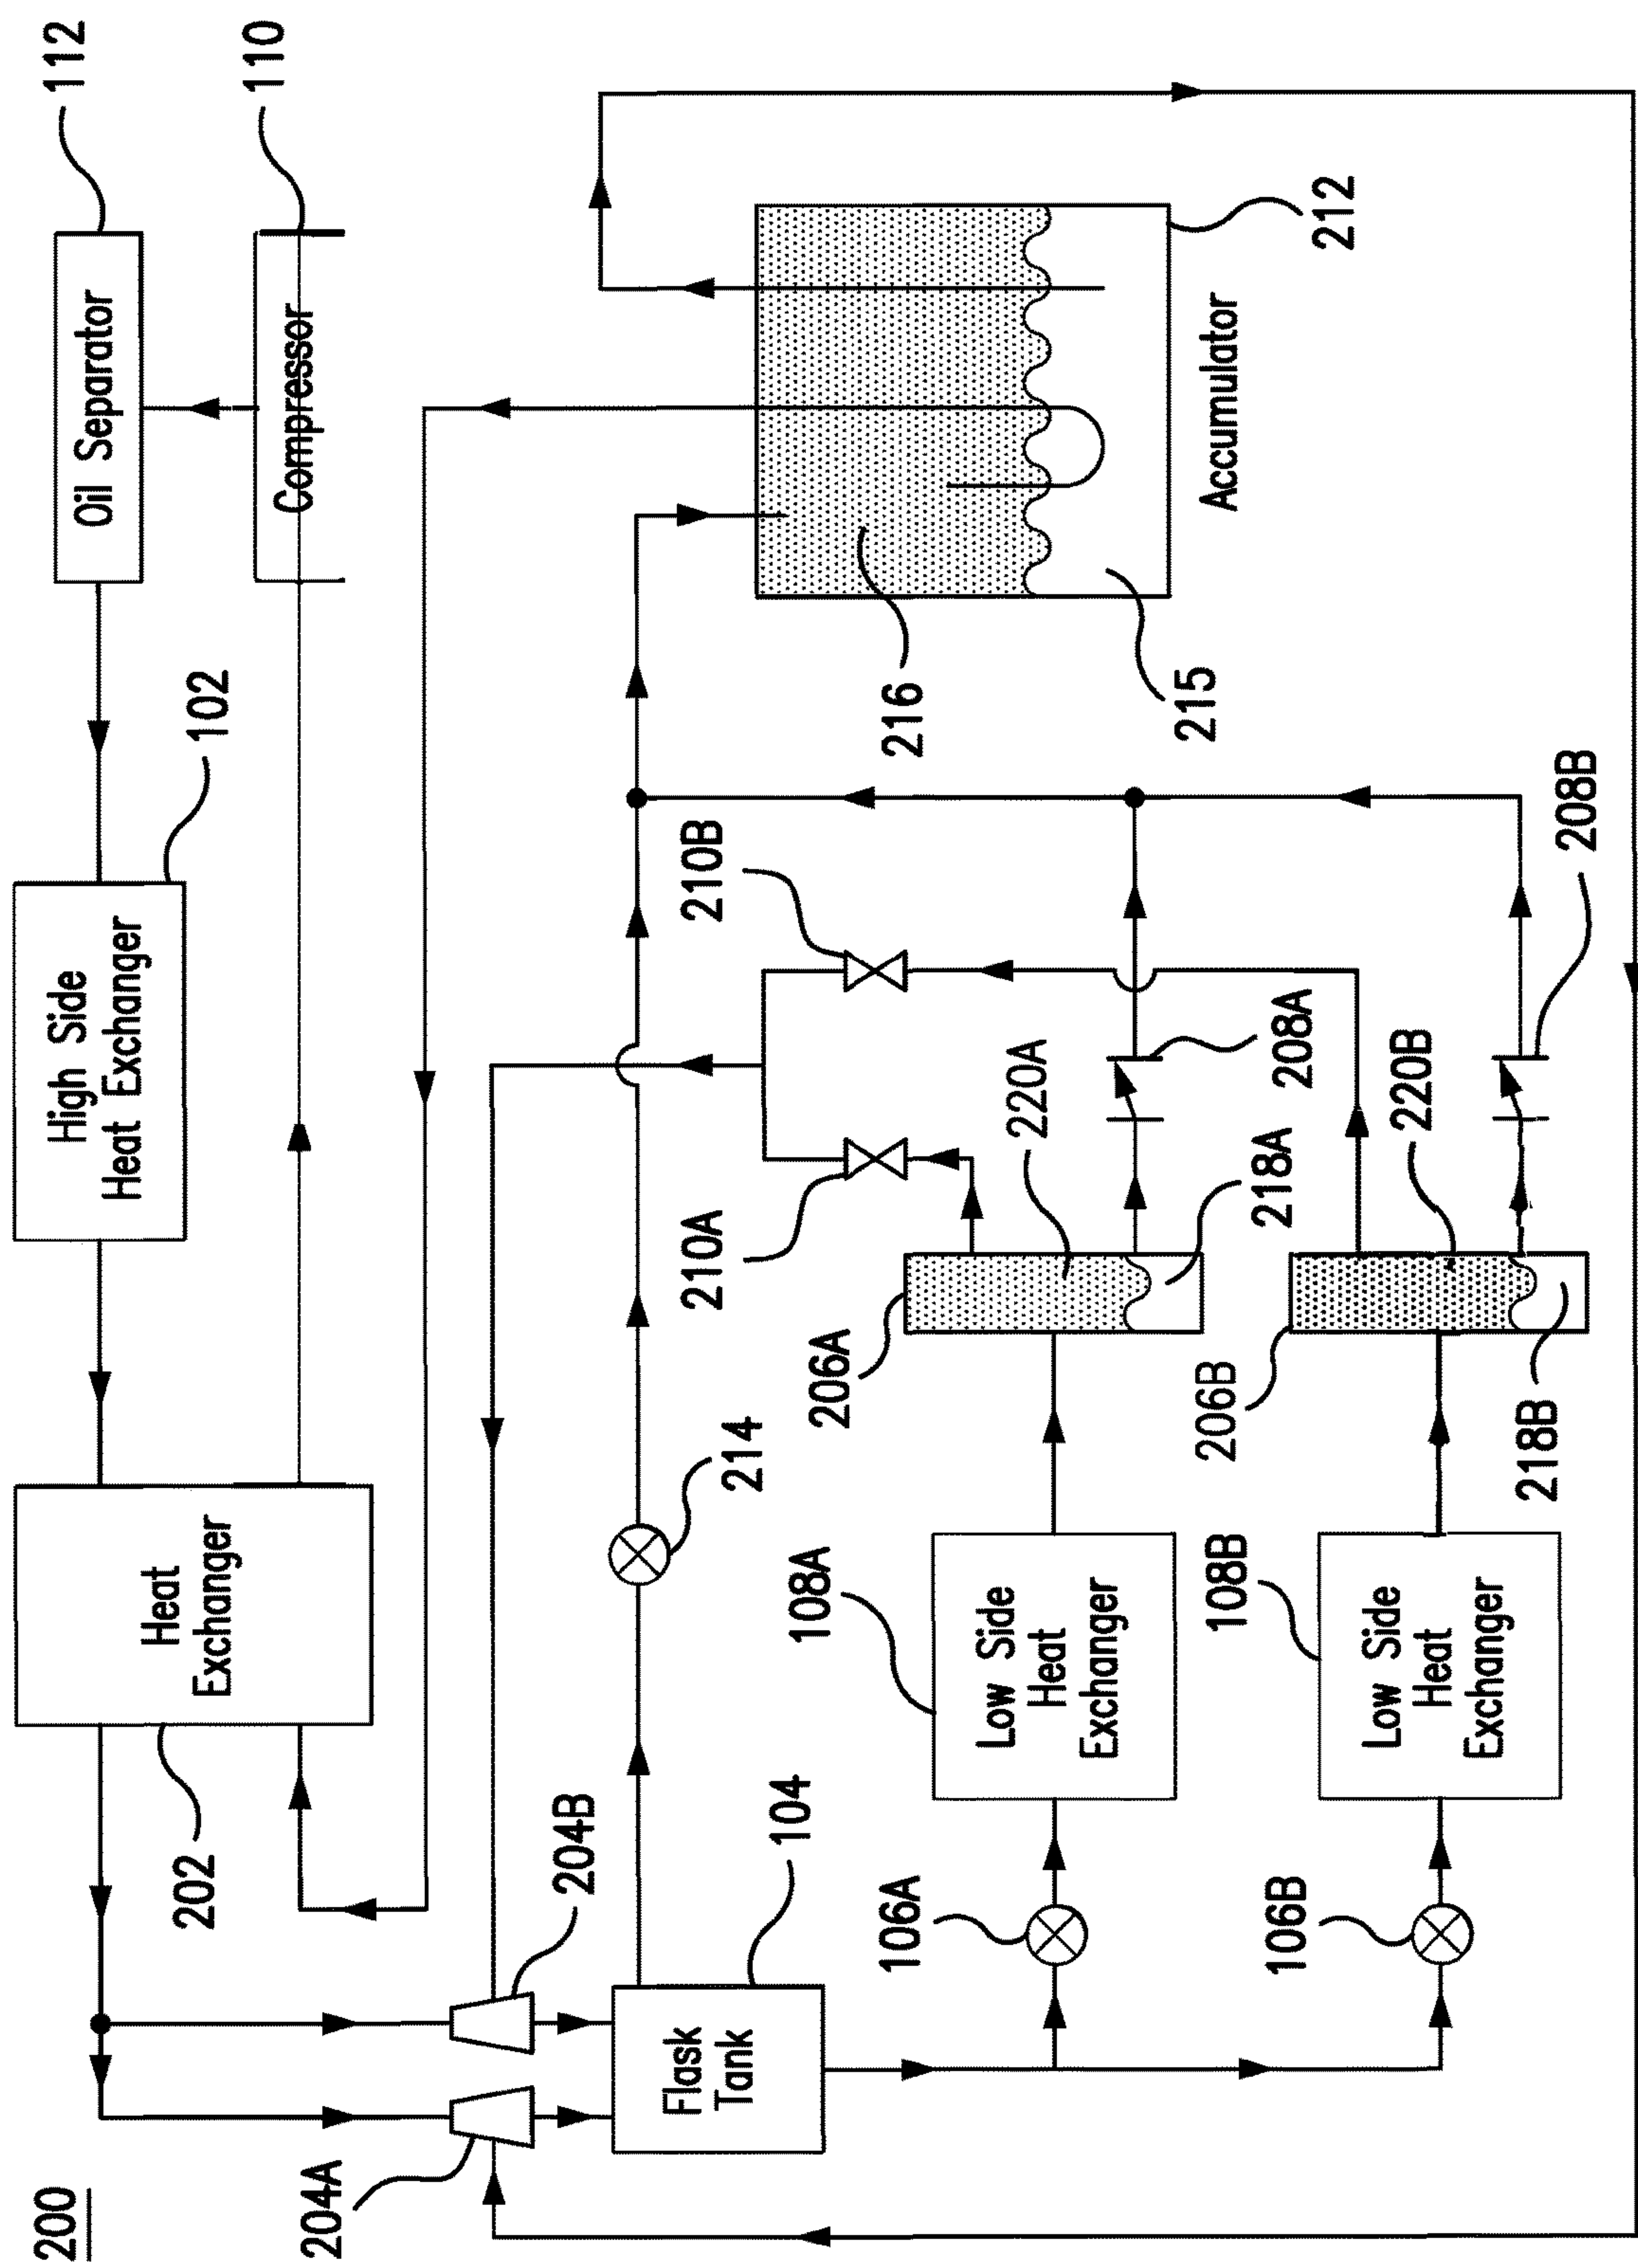 200
204A
204B
202
Heat
Exchanger
High Side
Heat Exchanger
102
Oil Separator
112
Compressor
110
Flask
Tank
104
214
210A
210B
216
215
Accumulator
212
106A
108A
Low Side
Heat
Exchanger
206A
220A
218A
208A
106B
108B
Low Side
Heat
Exchanger
206B
220B
218B
208B